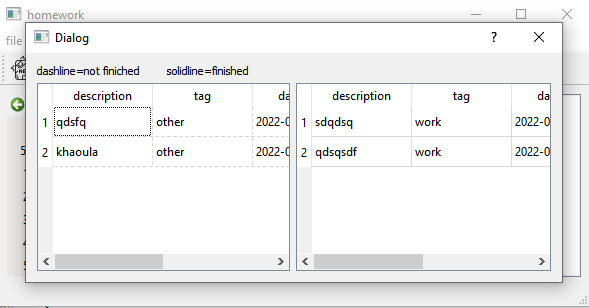 homework
file
Dialog
?
dashline=not finiched solidline=finished
description tag da
1 qdsfq other 2022-0
2 khaoula other 2022-0
description tag da
1 sdqdsq work 2022-0
2 qdsqsdf work 2022-0
5